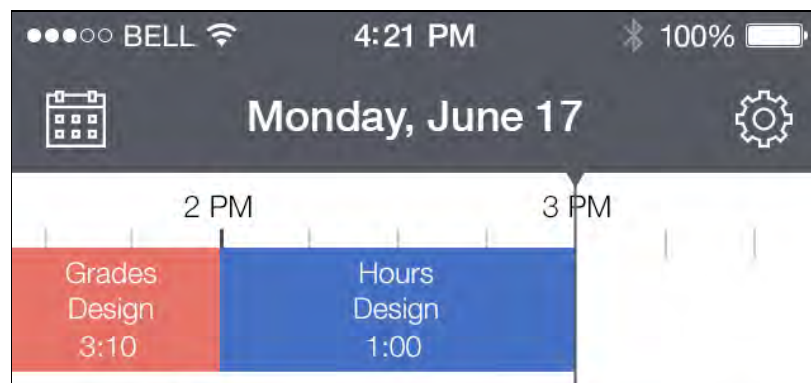 BELL 4:21 PM 100%
Monday, June 17
2 PM 3 PM
Grades Hours
Design Design
3:10 1:00